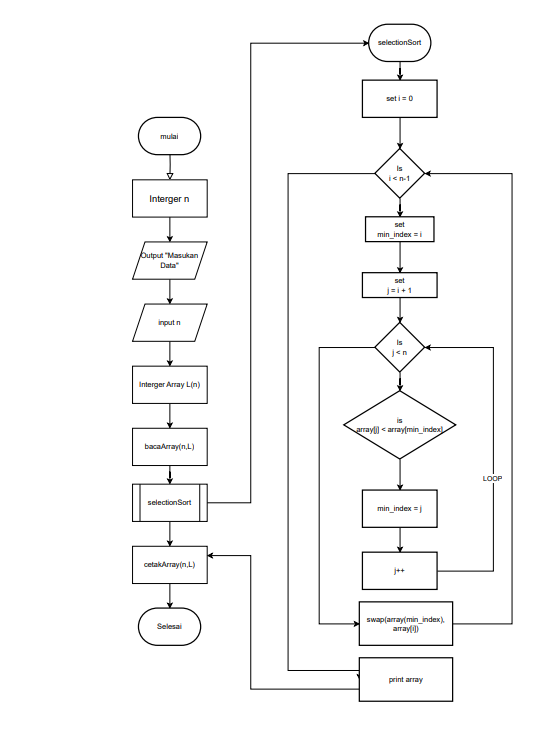 mulai
Interger n
Output "Masukan
Data"
input n
Interger Array L(n)
bacaArray(n,L)
selectionSort
cetakArray(n,L)
Selesai
selectionSort
set i = 0
Is
i < n-1
set
min_index = i
set
j = i + 1
Is
j < n
is
array[j] < array[min_index]
min_index = j
j++
LOOP
swap(array(min_index),
array[i])
print array